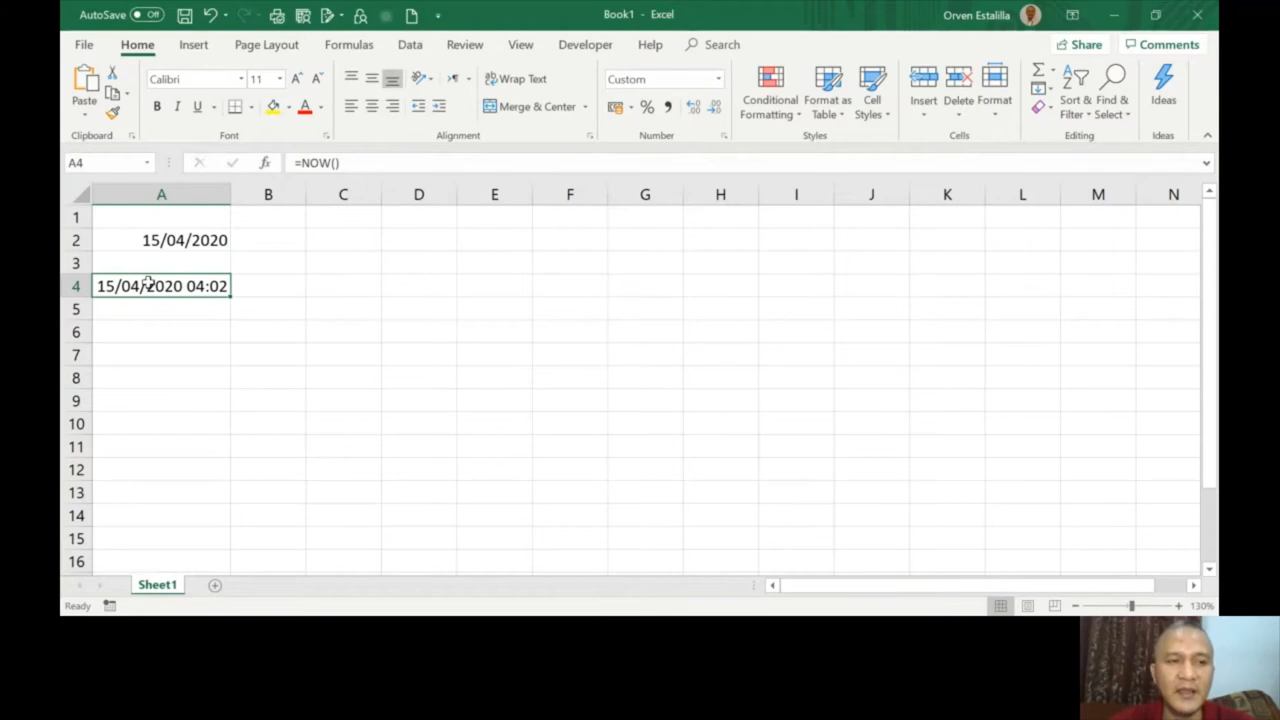 AutoSave Off Book1 - Excel Orven Estalilla
File Home Insert Page Layout Formulas Data Review View Developer Help Search Share Comments
Paste Calibri 11 Wrap Text Custom Conditional Formatting Format as Table Cell Styles Insert Delete Format Sort & Filter Find & Select Ideas
B I U Merge & Center
Clipboard Font Alignment Number Styles Cells Editing Ideas
A4 fx =NOW()
A B C D E F G H I J K L M N
1
2 15/04/2020
3
4 15/04/2020 04:02
5
6
7
8
9
10
11
12
13
14
15
16
Sheet1
Ready 130%